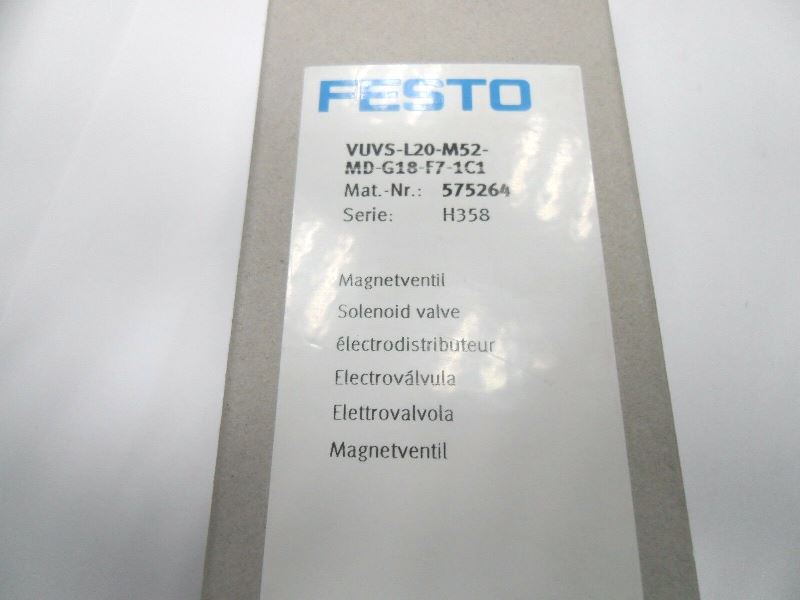 FESTO
VUVS-L20-M52-
MD-G18-F7-1C1
Mat.-Nr.: 575264
Serie: H358
Magnetventil
Solenoid valve
électrodistributeur
Electroválvula
Elettrovalvola
Magnetventil